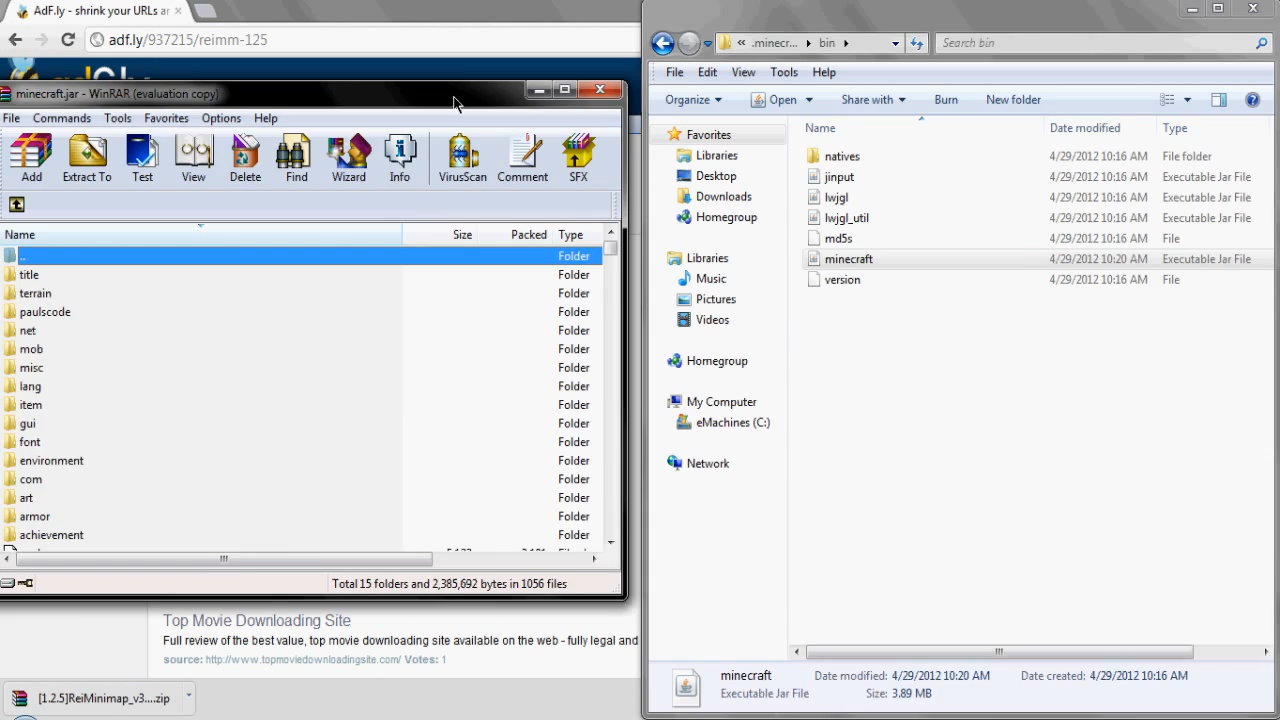 AdF.ly - shrink your URLs ar
adf.ly/937215/reimm-125
minecraft.jar - WinRAR (evaluation copy)
File Commands Tools Favorites Options Help
Add Extract To Test View Delete Find Wizard Info VirusScan Comment SFX
Name Size Packed Type
.. Folder
title Folder
terrain Folder
paulscode Folder
net Folder
mob Folder
misc Folder
lang Folder
item Folder
gui Folder
font Folder
environment Folder
com Folder
art Folder
armor Folder
achievement Folder
Total 15 folders and 2,385,692 bytes in 1056 files
Top Movie Downloading Site
Full review of the best value, top movie downloading site available on the web - fully legal and
source: http://www.topmoviedownloadingsite.com/ Votes: 1
[1.2.5]ReiMinimap_v3....zip
« .minecr... bin
Search bin
File Edit View Tools Help
Organize Open Share with Burn New folder
Favorites
Libraries
Desktop
Downloads
Homegroup
Libraries
Music
Pictures
Videos
Homegroup
My Computer
eMachines (C:)
Network
Name Date modified Type
natives 4/29/2012 10:16 AM File folder
jinput 4/29/2012 10:16 AM Executable Jar File
lwjgl 4/29/2012 10:16 AM Executable Jar File
lwjgl_util 4/29/2012 10:16 AM Executable Jar File
md5s 4/29/2012 10:16 AM File
minecraft 4/29/2012 10:20 AM Executable Jar File
version 4/29/2012 10:16 AM File
minecraft Date modified: 4/29/2012 10:20 AM Date created: 4/29/2012 10:16 AM
Executable Jar File Size: 3.89 MB